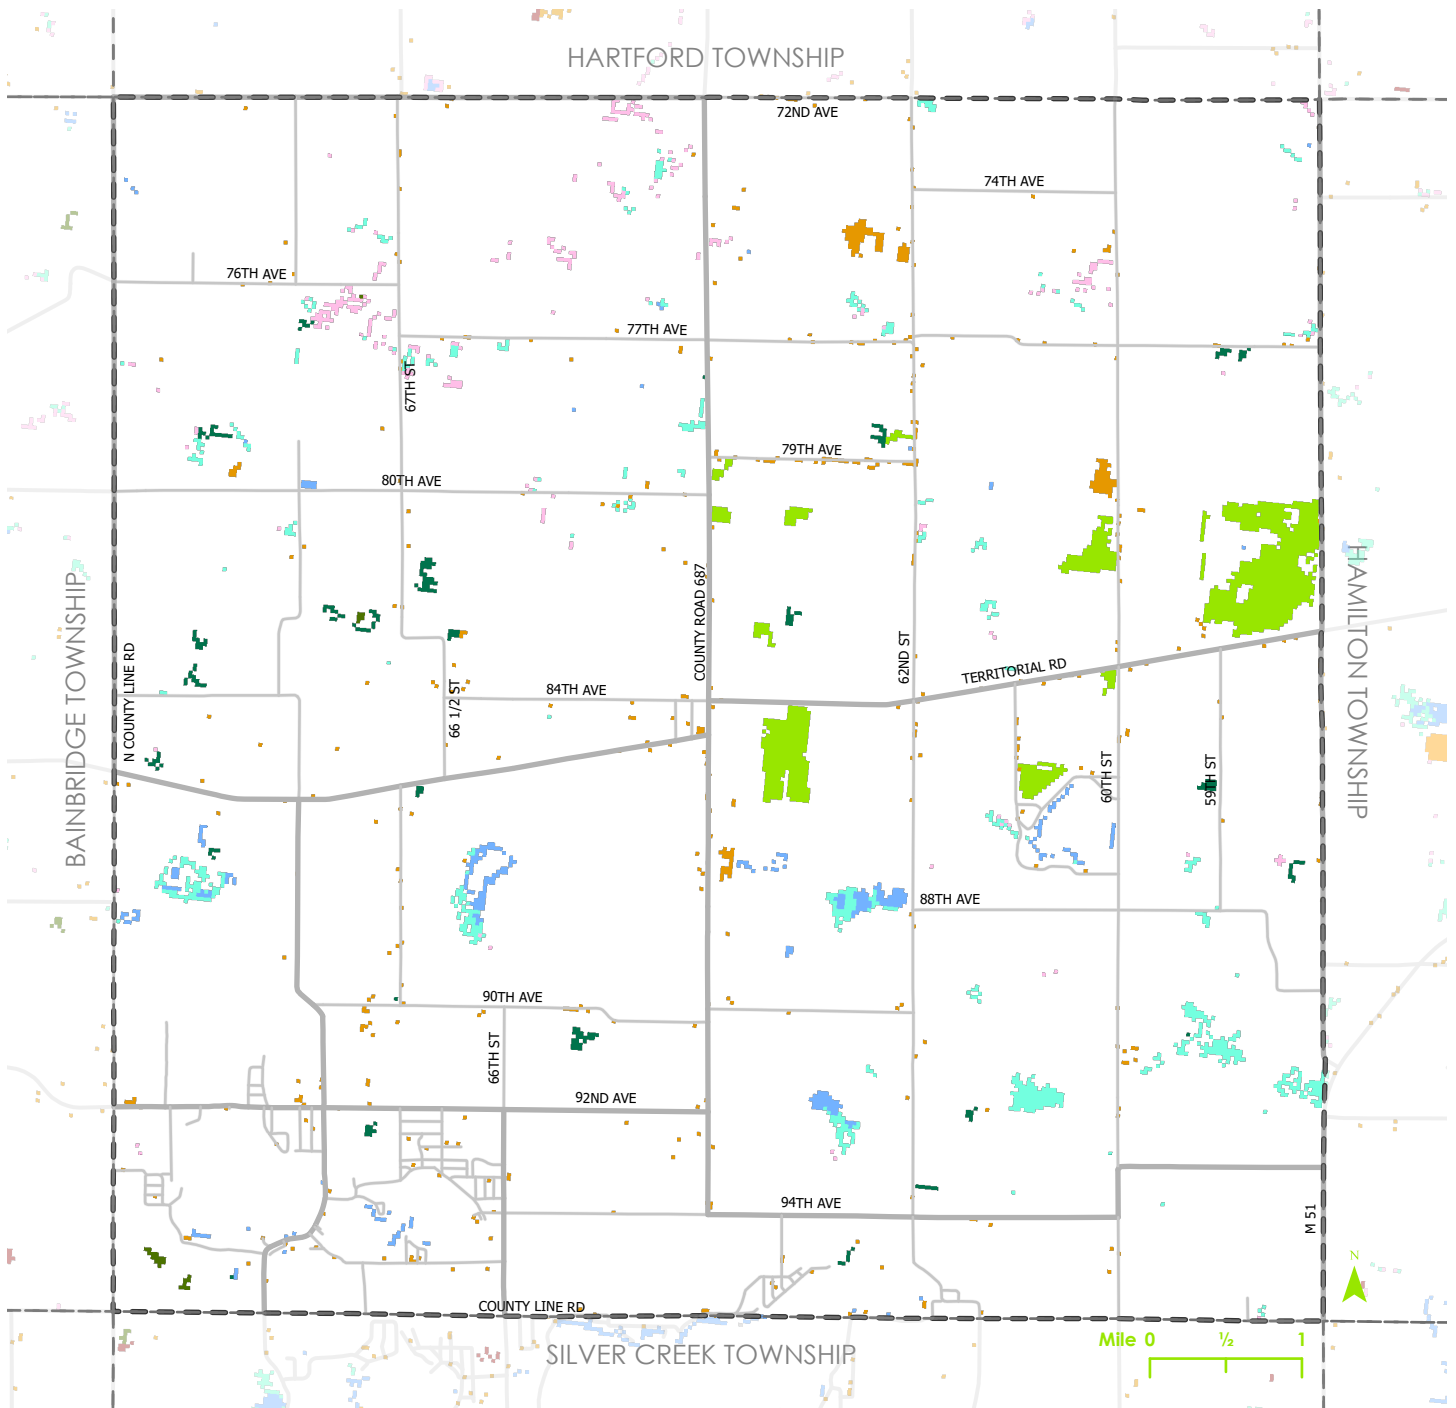 HARTFORD TOWNSHIP
72ND AVE
74TH AVE
76TH AVE
77TH AVE
67TH ST
79TH AVE
80TH AVE
COUNTY ROAD 687
HAMILTON TOWNSHIP
BAINBRIDGE TOWNSHIP
N COUNTY LINE RD
62ND ST
TERRITORIAL RD
84TH AVE
66 1/2 ST
60TH ST
59TH ST
88TH AVE
90TH AVE
66TH ST
92ND AVE
94TH AVE
M 51
N
COUNTY LINE RD
Mile 0 ½ 1
SILVER CREEK TOWNSHIP